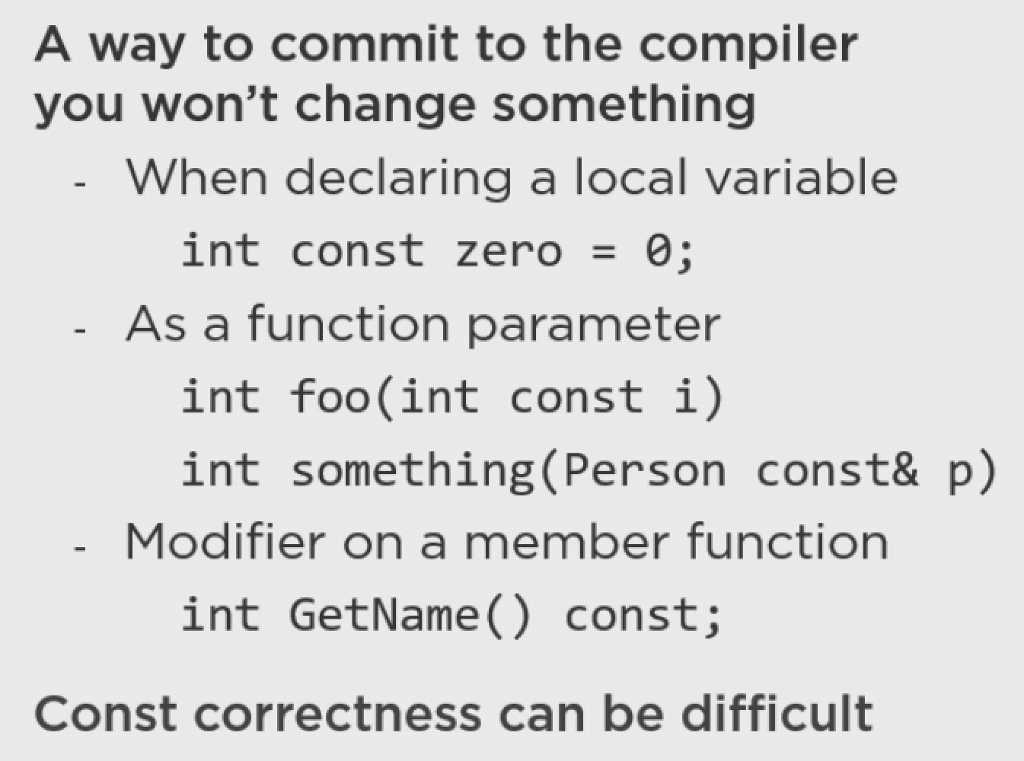 A way to commit to the compiler
you won't change something
- When declaring a local variable
int const zero = 0;
- As a function parameter
int foo(int const i)
int something(Person const& p)
- Modifier on a member function
int GetName() const;
Const correctness can be difficult